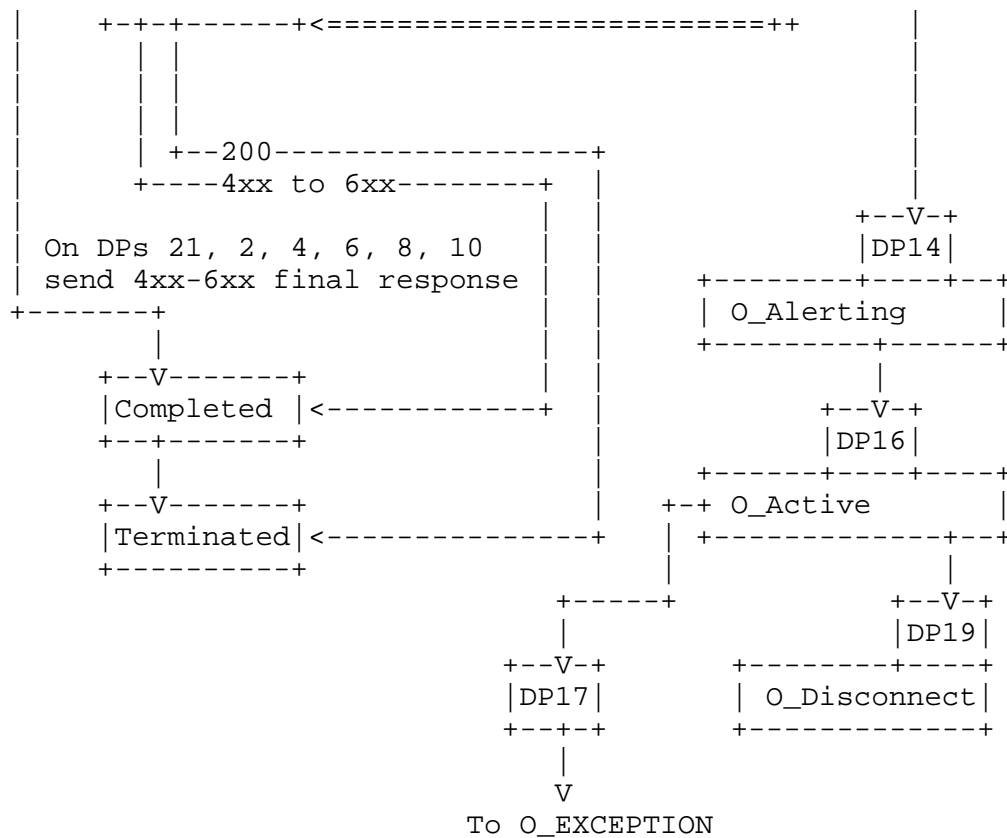 |    +-+-+------+<========================++      |
|      | |                                        |
|      | |                                        |
|      | |                                        |
|      | |                                        |
|      | +--200------------------+                |
|      +----4xx to 6xx--------+  |                |
|                             |  |             +--V-+
| On DPs 21, 2, 4, 6, 8, 10   |  |             |DP14|
| send 4xx-6xx final response |  |     +--------+----+--+
+-------+                     |  |     | O_Alerting     |
        |                     |  |     +---------+------+
     +--V-------+             |  |               |
     |Completed |<------------+  |            +--V-+
     +--+-------+                |            |DP16|
        |                        |     +------+----+----+
     +--V-------+                |   +-+ O_Active       |
     |Terminated|<---------------+   | +-------------+--+
     +----------+                    |               |
                               +-----+            +--V-+
                               |                  |DP19|
                            +--V-+       +--------+----+
                            |DP17|       | O_Disconnect|
                            +--+-+       +-------------+
                               |
                               V
                          To O_EXCEPTION